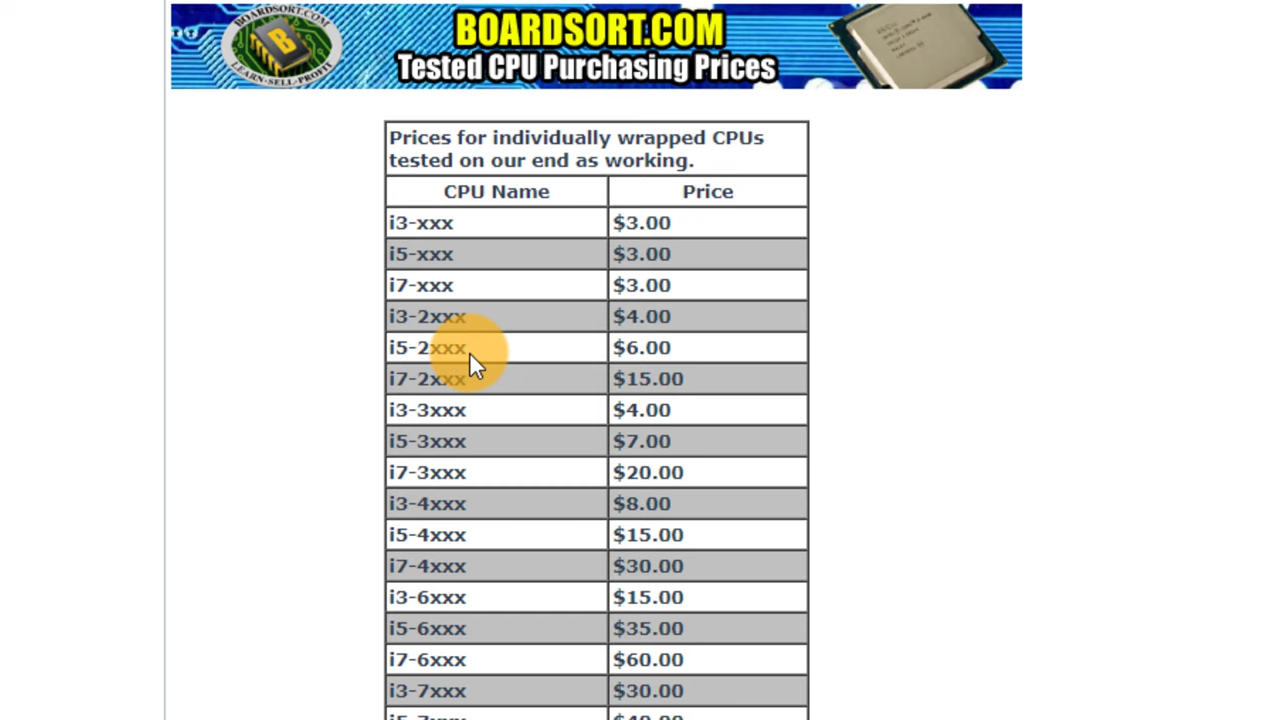 BOARDSORT.COM
LEARN-SELL-PROFIT
B
BOARDSORT.COM
Tested CPU Purchasing Prices
Prices for individually wrapped CPUs
tested on our end as working.
CPU Name Price
i3-xxx $3.00
i5-xxx $3.00
i7-xxx $3.00
i3-2xxx $4.00
i5-2xxx $6.00
i7-2xxx $15.00
i3-3xxx $4.00
i5-3xxx $7.00
i7-3xxx $20.00
i3-4xxx $8.00
i5-4xxx $15.00
i7-4xxx $30.00
i3-6xxx $15.00
i5-6xxx $35.00
i7-6xxx $60.00
i3-7xxx $30.00
i5-7xxx $40.00